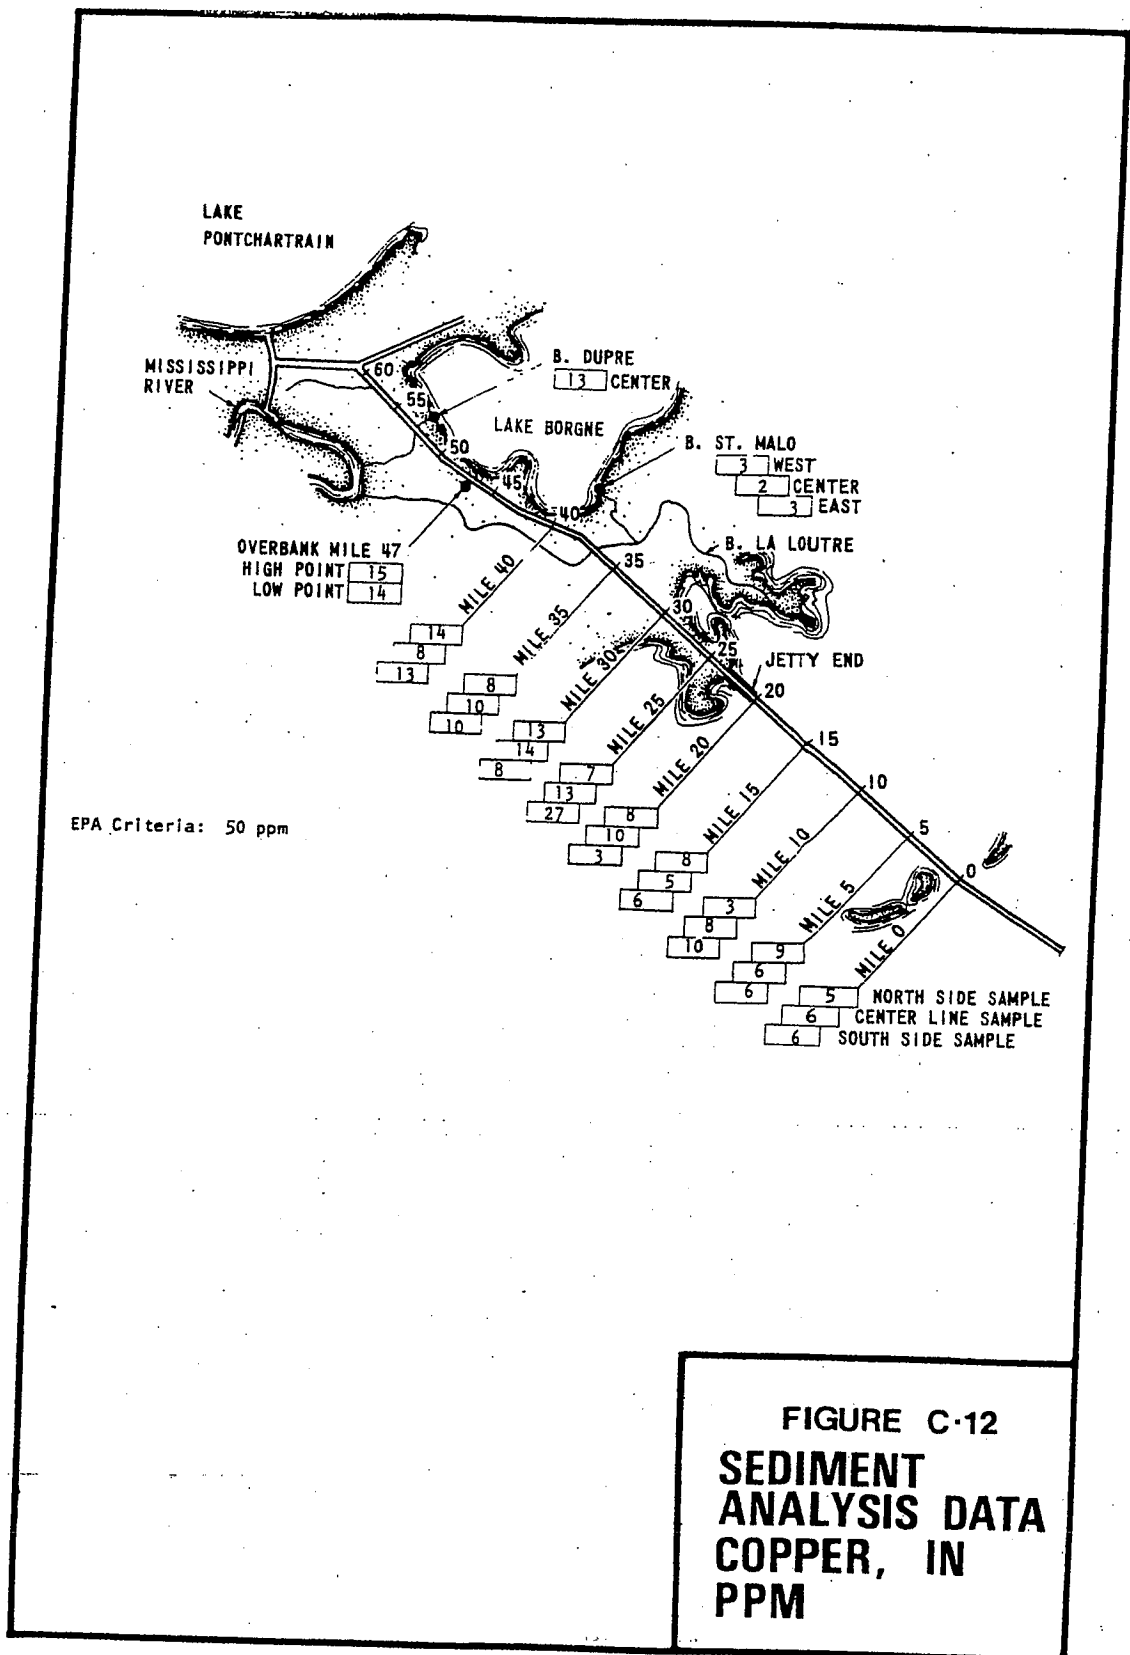 LAKE
PONTCHARTRAIN
MISSISSIPPI
RIVER
60
55
50
45
40
35
30
25
20
15
10
5
0
B. DUPRE
13 CENTER
LAKE BORGNE
B. ST. MALO
3 WEST
2 CENTER
3 EAST
B. LA LOUTRE
JETTY END
OVERBANK MILE 47
HIGH POINT 15
LOW POINT 14
MILE 40
14
8
13
MILE 35
8
10
10
MILE 30
13
14
8
MILE 25
7
13
27
MILE 20
8
10
3
MILE 15
8
5
6
MILE 10
3
8
10
MILE 5
9
6
6
MILE 0
5 NORTH SIDE SAMPLE
6 CENTER LINE SAMPLE
6 SOUTH SIDE SAMPLE
EPA Criteria: 50 ppm
FIGURE C-12
SEDIMENT
ANALYSIS DATA
COPPER, IN
PPM